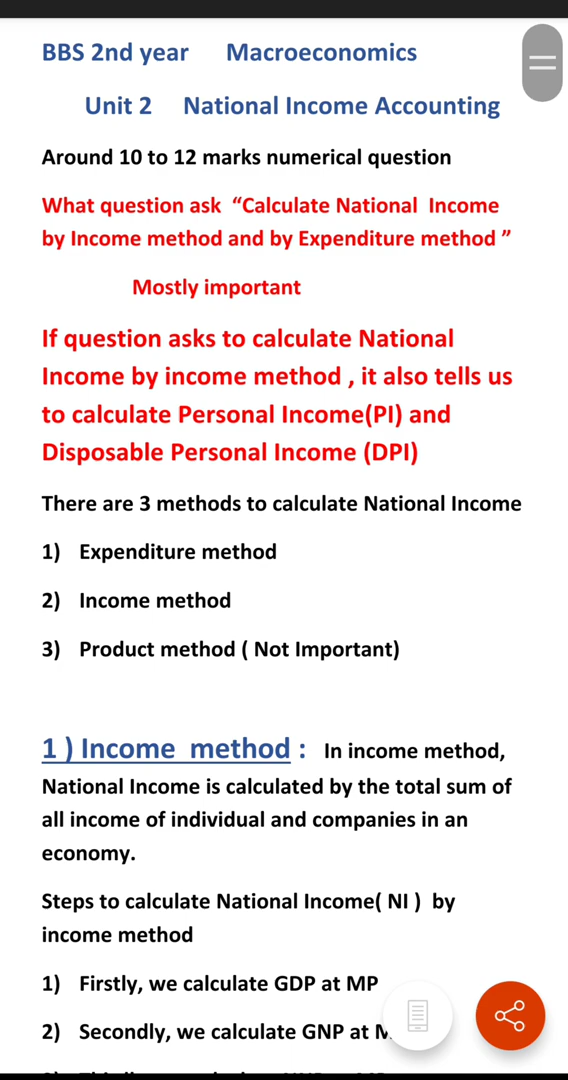 BBS 2nd year Macroeconomics
Unit 2 National Income Accounting
Around 10 to 12 marks numerical question
What question ask “Calculate National Income
by Income method and by Expenditure method ”
Mostly important
If question asks to calculate National
Income by income method , it also tells us
to calculate Personal Income(PI) and
Disposable Personal Income (DPI)
There are 3 methods to calculate National Income
1) Expenditure method
2) Income method
3) Product method ( Not Important)
1 ) Income method : In income method,
National Income is calculated by the total sum of
all income of individual and companies in an
economy.
Steps to calculate National Income( NI ) by
income method
1) Firstly, we calculate GDP at MP
2) Secondly, we calculate GNP at